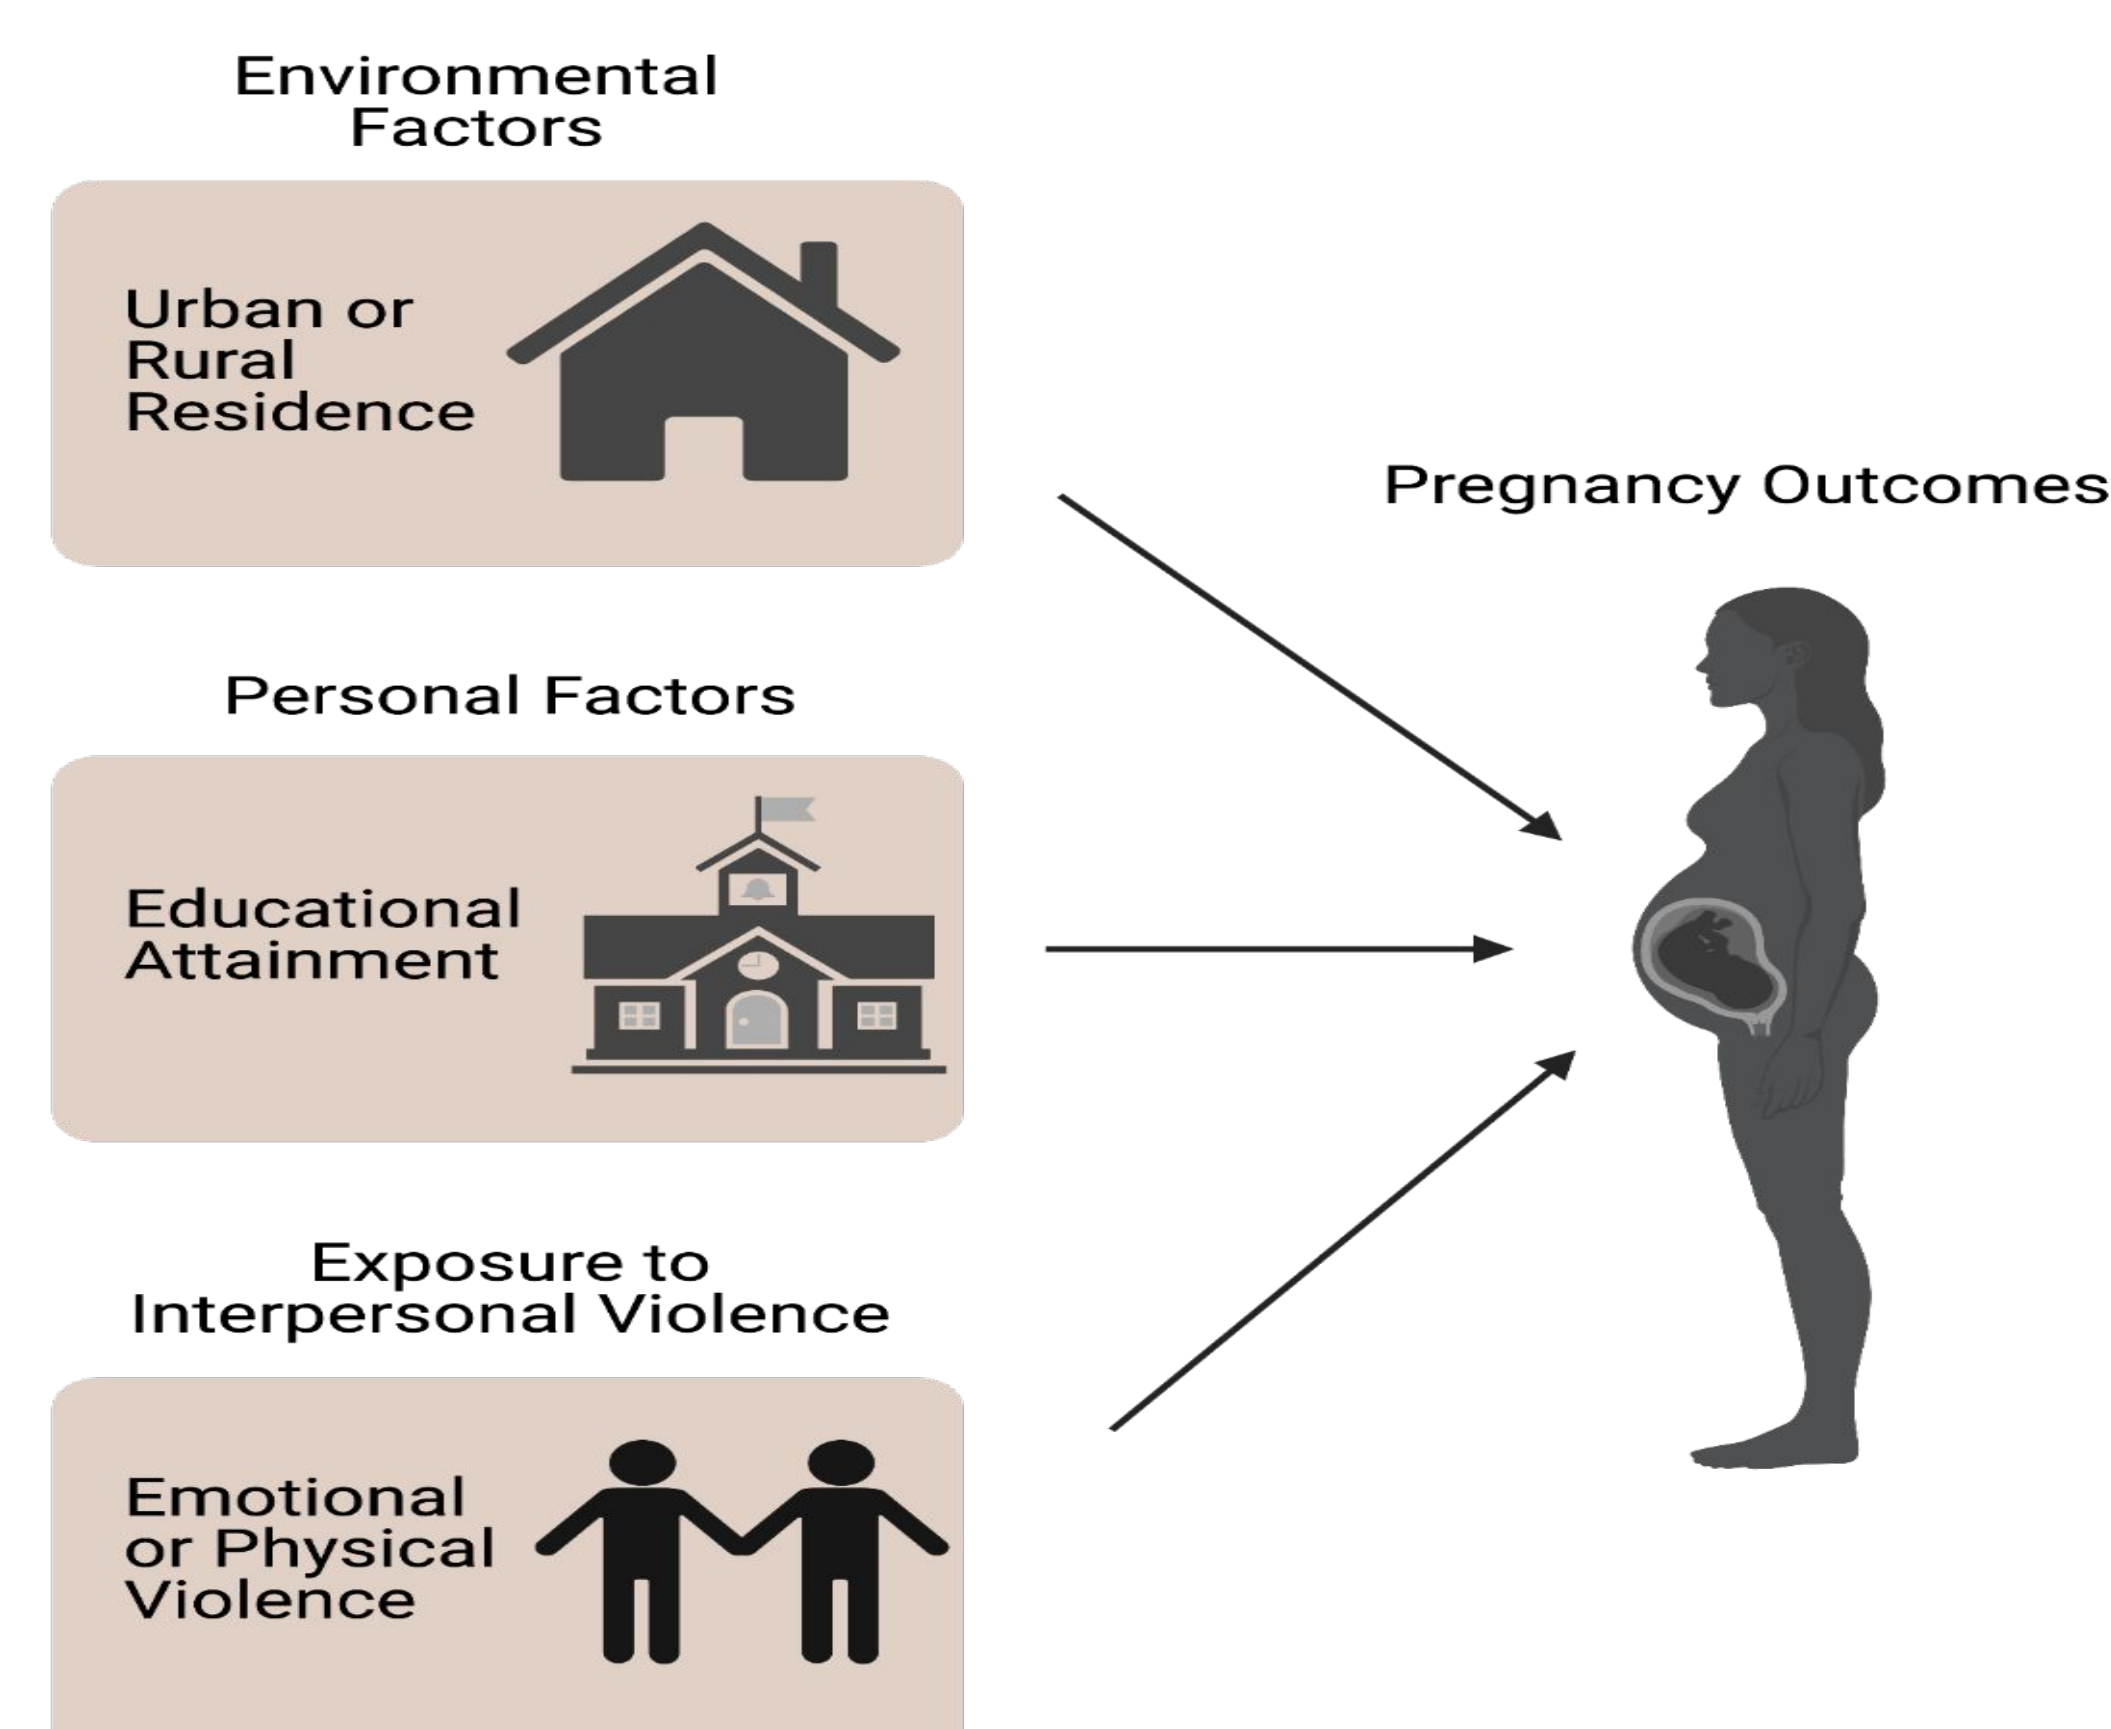 Environmental
Factors
Urban or
Rural
Residence
Pregnancy Outcomes
Personal Factors
Educational
Attainment
Exposure to
Interpersonal Violence
Emotional
or Physical
Violence